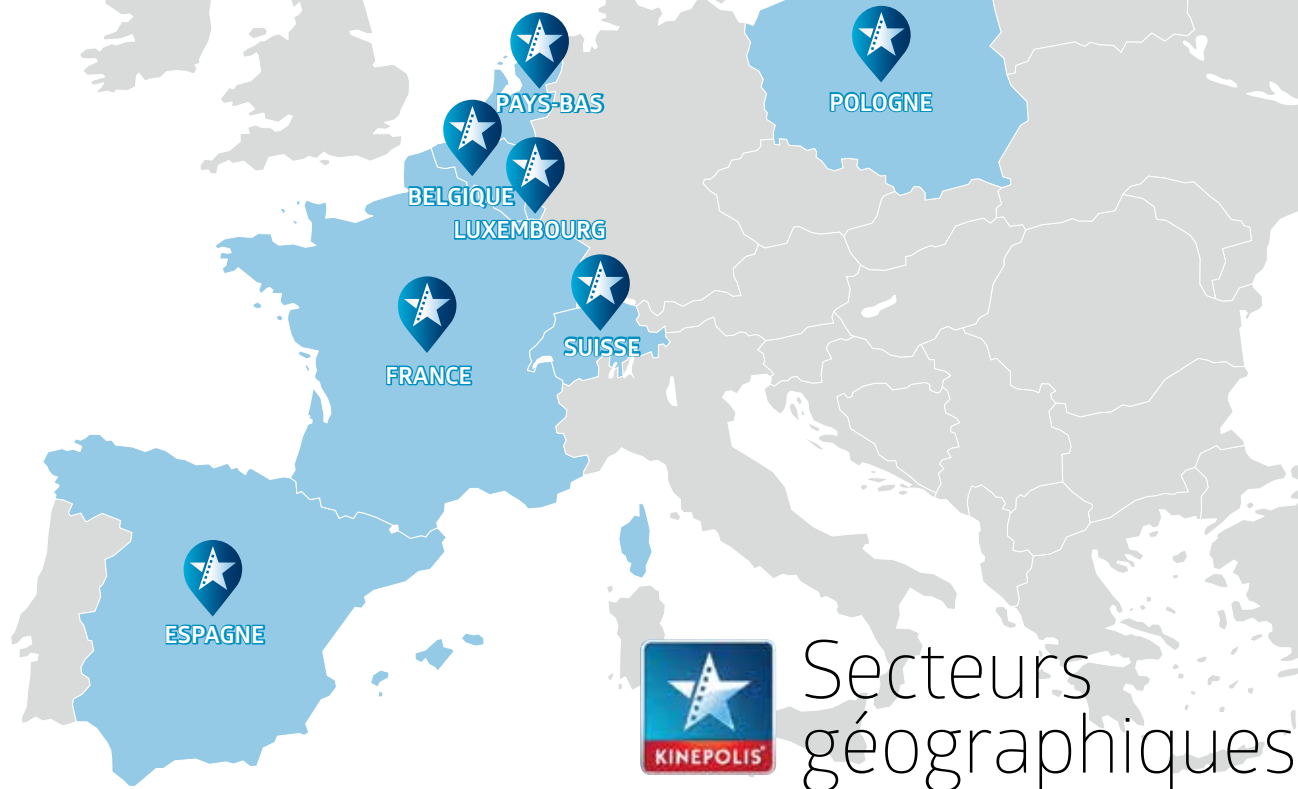 PAYS-BAS
POLOGNE
BELGIQUE
LUXEMBOURG
SUISSE
FRANCE
ESPAGNE
KINEPOLIS®
Secteurs
géographiques